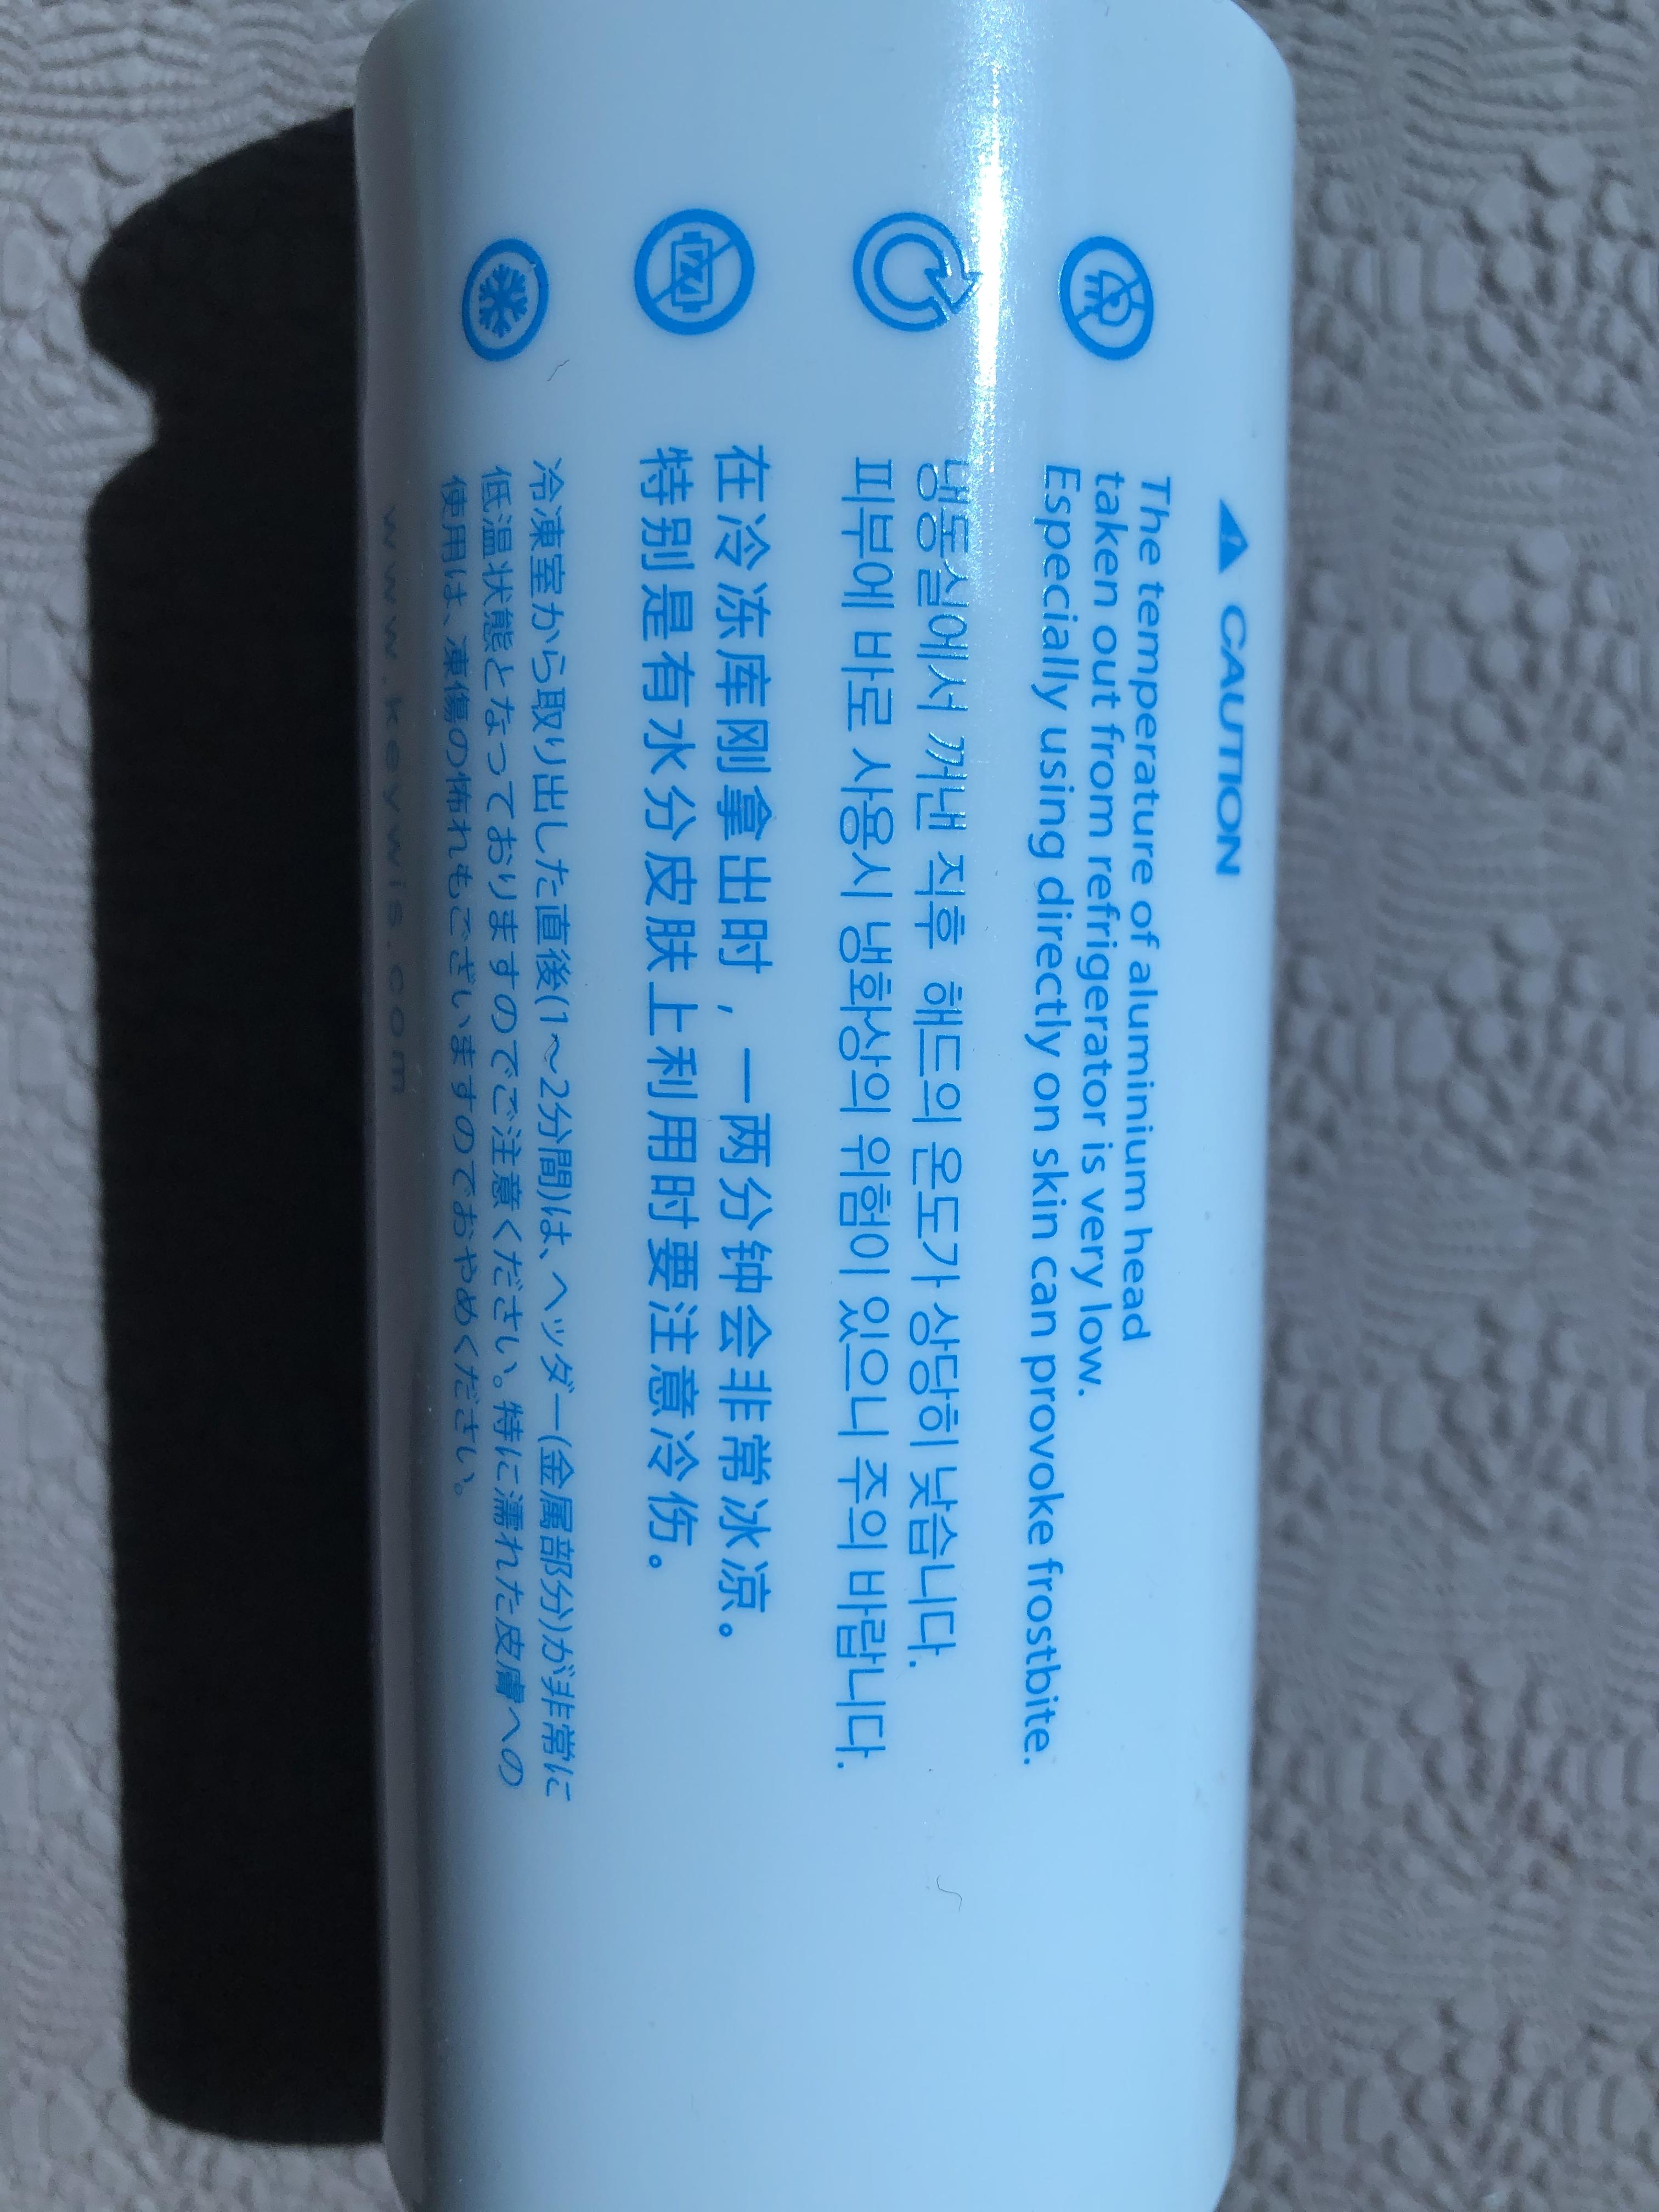 CAUTION
The temperature of aluminium head
taken out from refrigerator is very low.
Especially using directly on skin can provoke frostbite.
냉동실에서 꺼낸 직후 헤드의 온도가 상당히 낮습니다.
피부에 바로 사용시 냉화상의 위험이 있으니 주의 바랍니다.
在冷冻库刚拿出时，一两分钟会非常冰凉。
特别是有水分皮肤上利用时要注意冷伤。
冷凍室から取り出した直後(1～2分間)は、ヘッダー(金属部分)が非常に
低温状態となっておりますのでご注意ください。特に濡れた皮膚への
使用は、凍傷の怖れもございますのでおやめください。
www.keywis.com